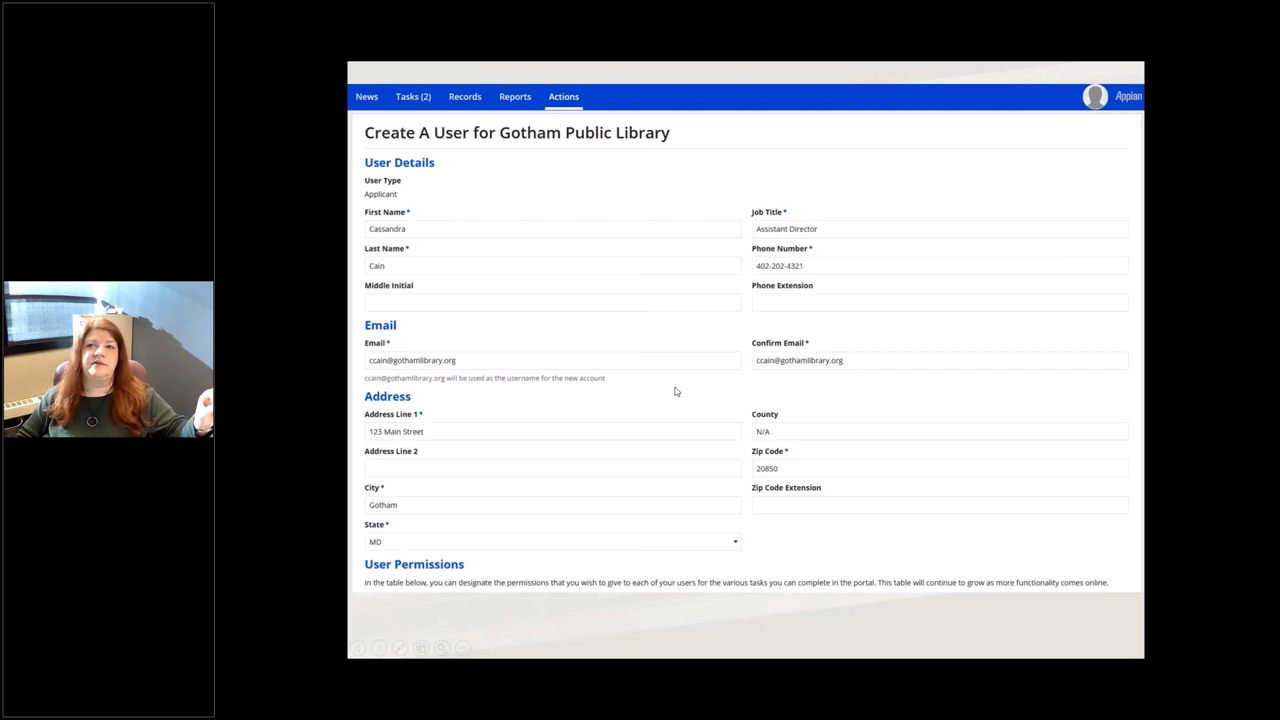 News Tasks (2) Records Reports Actions Appian
Create A User for Gotham Public Library
User Details
User Type
Applicant
First Name * Job Title *
Cassandra Assistant Director
Last Name * Phone Number *
Cain 402-202-4321
Middle Initial Phone Extension
Email
Email * Confirm Email *
ccain@gothamlibrary.org ccain@gothamlibrary.org
ccain@gothamlibrary.org will be used as the username for the new account
Address
Address Line 1 * County
123 Main Street N/A
Address Line 2 Zip Code *
20850
City * Zip Code Extension
Gotham
State *
MD
User Permissions
In the table below, you can designate the permissions that you wish to give to each of your users for the various tasks you can complete in the portal. This table will continue to grow as more functionality comes online.